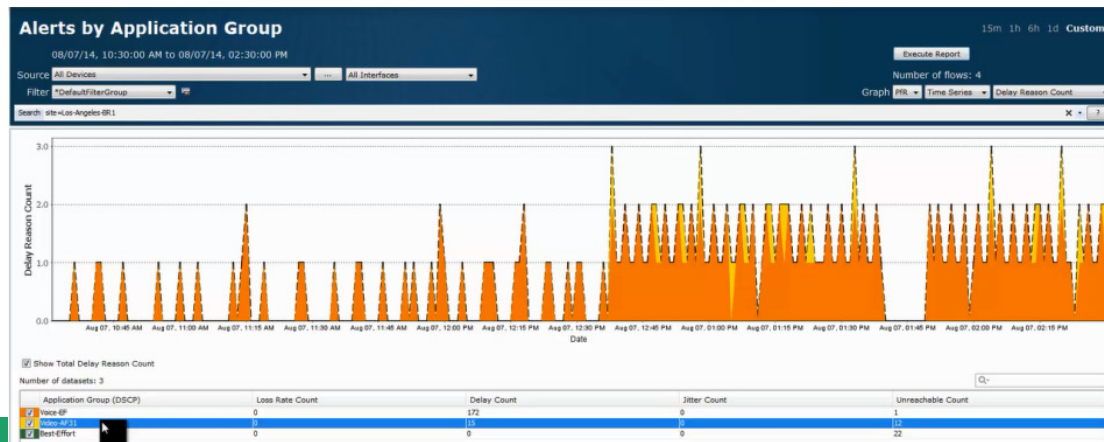 Alerts by Application Group
15m 1h 6h 1d Custom
08/07/14, 10:30:00 AM to 08/07/14, 02:30:00 PM
Execute Report
Source All Devices ... All Interfaces
Number of flows: 4
Filter *DefaultFilterGroup
Graph PfR Time Series Delay Reason Count
Search site=Los-Angeles-BR1 X ?
3.0
2.0
1.0
0.0
Delay Reason Count
Aug 07, 10:45 AM Aug 07, 11:00 AM Aug 07, 11:15 AM Aug 07, 11:30 AM Aug 07, 11:45 AM Aug 07, 12:00 PM Aug 07, 12:15 PM Aug 07, 12:30 PM Aug 07, 12:45 PM Aug 07, 01:00 PM Aug 07, 01:15 PM Aug 07, 01:30 PM Aug 07, 01:45 PM Aug 07, 02:00 PM Aug 07, 02:15 PM
Date
Show Total Delay Reason Count
Number of datasets: 3
Application Group (DSCP) Loss Rate Count Delay Count Jitter Count Unreachable Count
Voice-EF 0 172 0 1
Video-AF31 0 15 0 12
Best-Effort 0 0 0 22